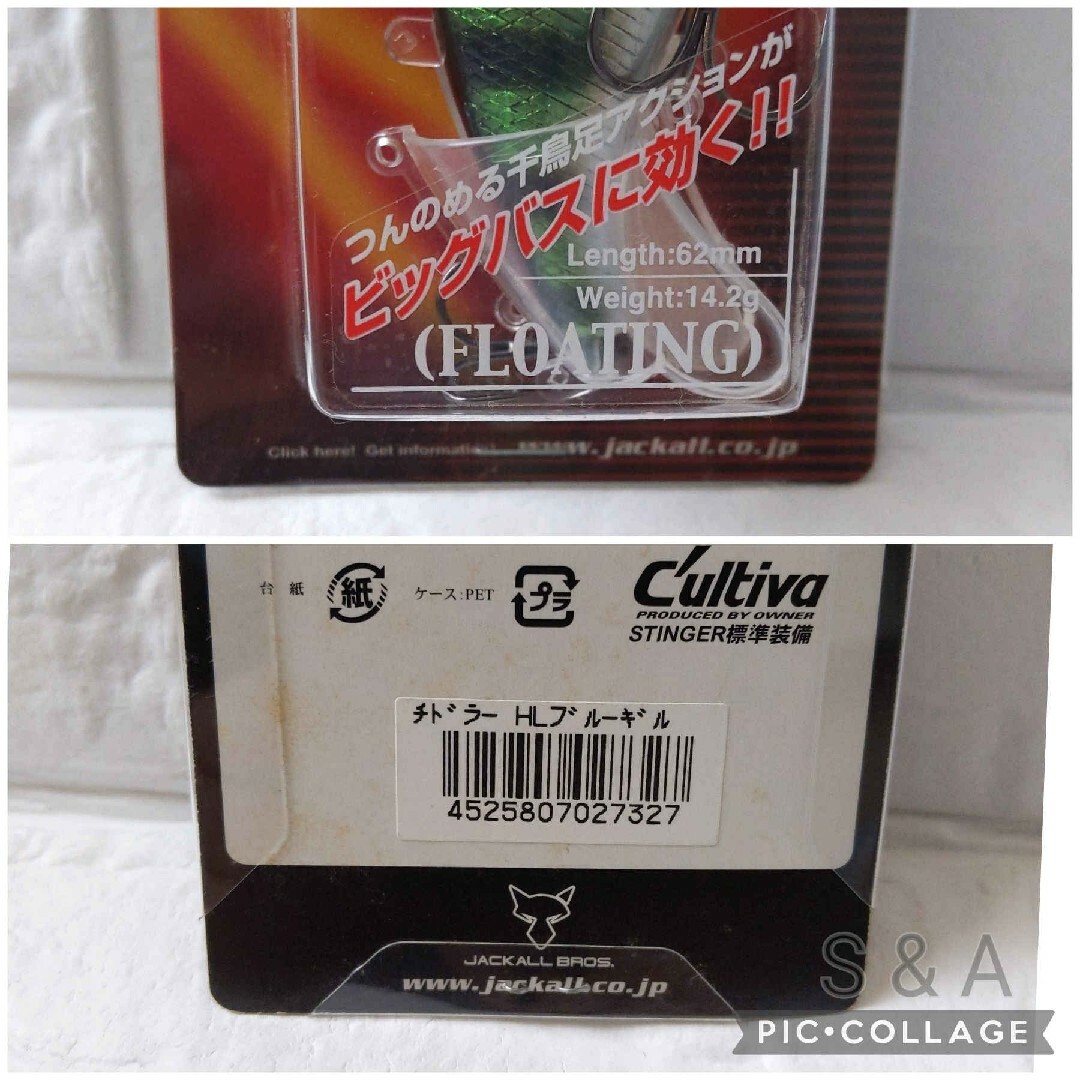 つんのめる千鳥足アクションが
ビッグバスに効く!!
Length:62mm
Weight:14.2g
(FLOATING)
Click here! Get information! www.jackall.co.jp
台紙 紙 ケース:PET プラ
C'ultiva
PRODUCED BY OWNER
STINGER標準装備
ﾁﾄﾞﾗｰ HLﾌﾞﾙｰｷﾞﾙ
4525807027327
JACKALL BROS.
www.jackall.co.jp
S & A
PIC•COLLAGE